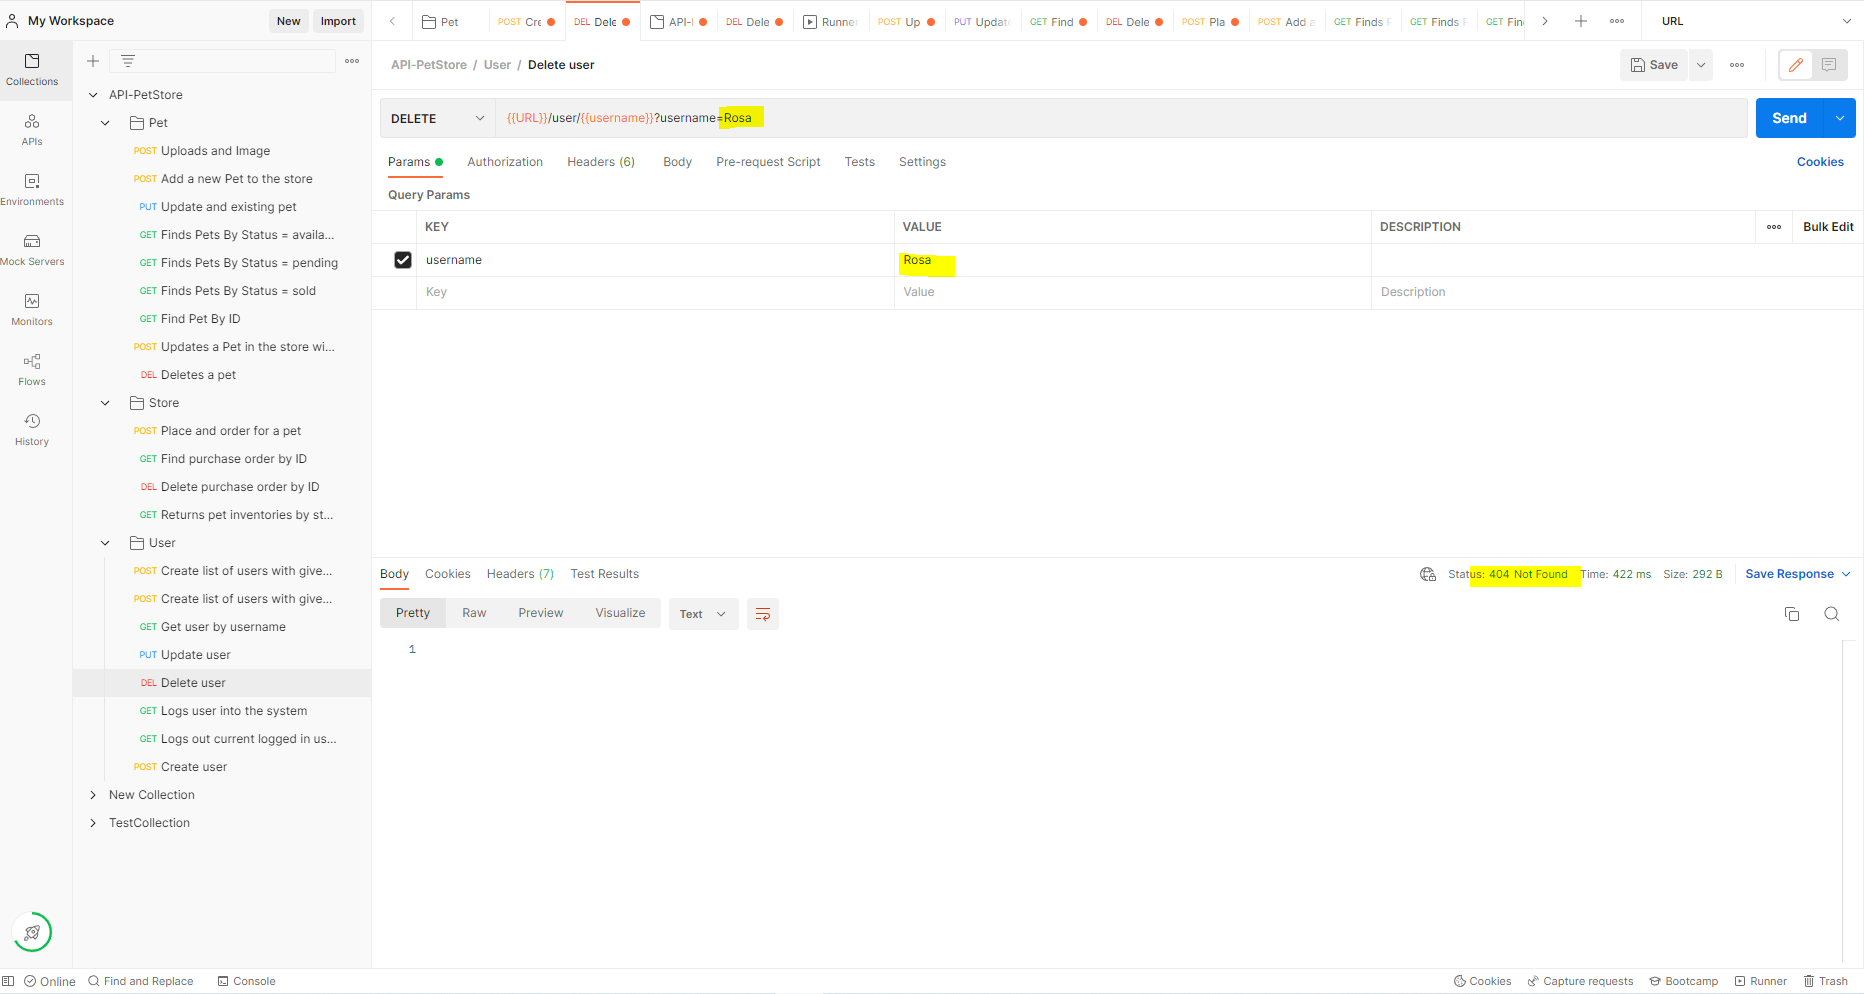 My Workspace
New
Import
Pet
POST Cre
DEL Dele
API-
DEL Dele
Runner
POST Up
PUT Updat
GET Find
DEL Dele
POST Pla
POST Add a
GET Finds
GET Finds
GET Fin
URL
Collections
APIs
Environments
Mock Servers
Monitors
Flows
History
API-PetStore
Pet
POST Uploads and Image
POST Add a new Pet to the store
PUT Update and existing pet
GET Finds Pets By Status = availa...
GET Finds Pets By Status = pending
GET Finds Pets By Status = sold
GET Find Pet By ID
POST Updates a Pet in the store wi...
DEL Deletes a pet
Store
POST Place and order for a pet
GET Find purchase order by ID
DEL Delete purchase order by ID
GET Returns pet inventories by st...
User
POST Create list of users with give...
POST Create list of users with give...
GET Get user by username
PUT Update user
DEL Delete user
GET Logs user into the system
GET Logs out current logged in us...
POST Create user
New Collection
TestCollection
API-PetStore / User / Delete user
Save
DELETE
{{URL}}/user/{{username}}?username=Rosa
Send
Params
Authorization
Headers (6)
Body
Pre-request Script
Tests
Settings
Cookies
Query Params
KEY
VALUE
DESCRIPTION
Bulk Edit
username
Rosa
Key
Value
Description
Body
Cookies
Headers (7)
Test Results
Status: 404 Not Found
Time: 422 ms
Size: 292 B
Save Response
Pretty
Raw
Preview
Visualize
Text
1
Online
Find and Replace
Console
Cookies
Capture requests
Bootcamp
Runner
Trash